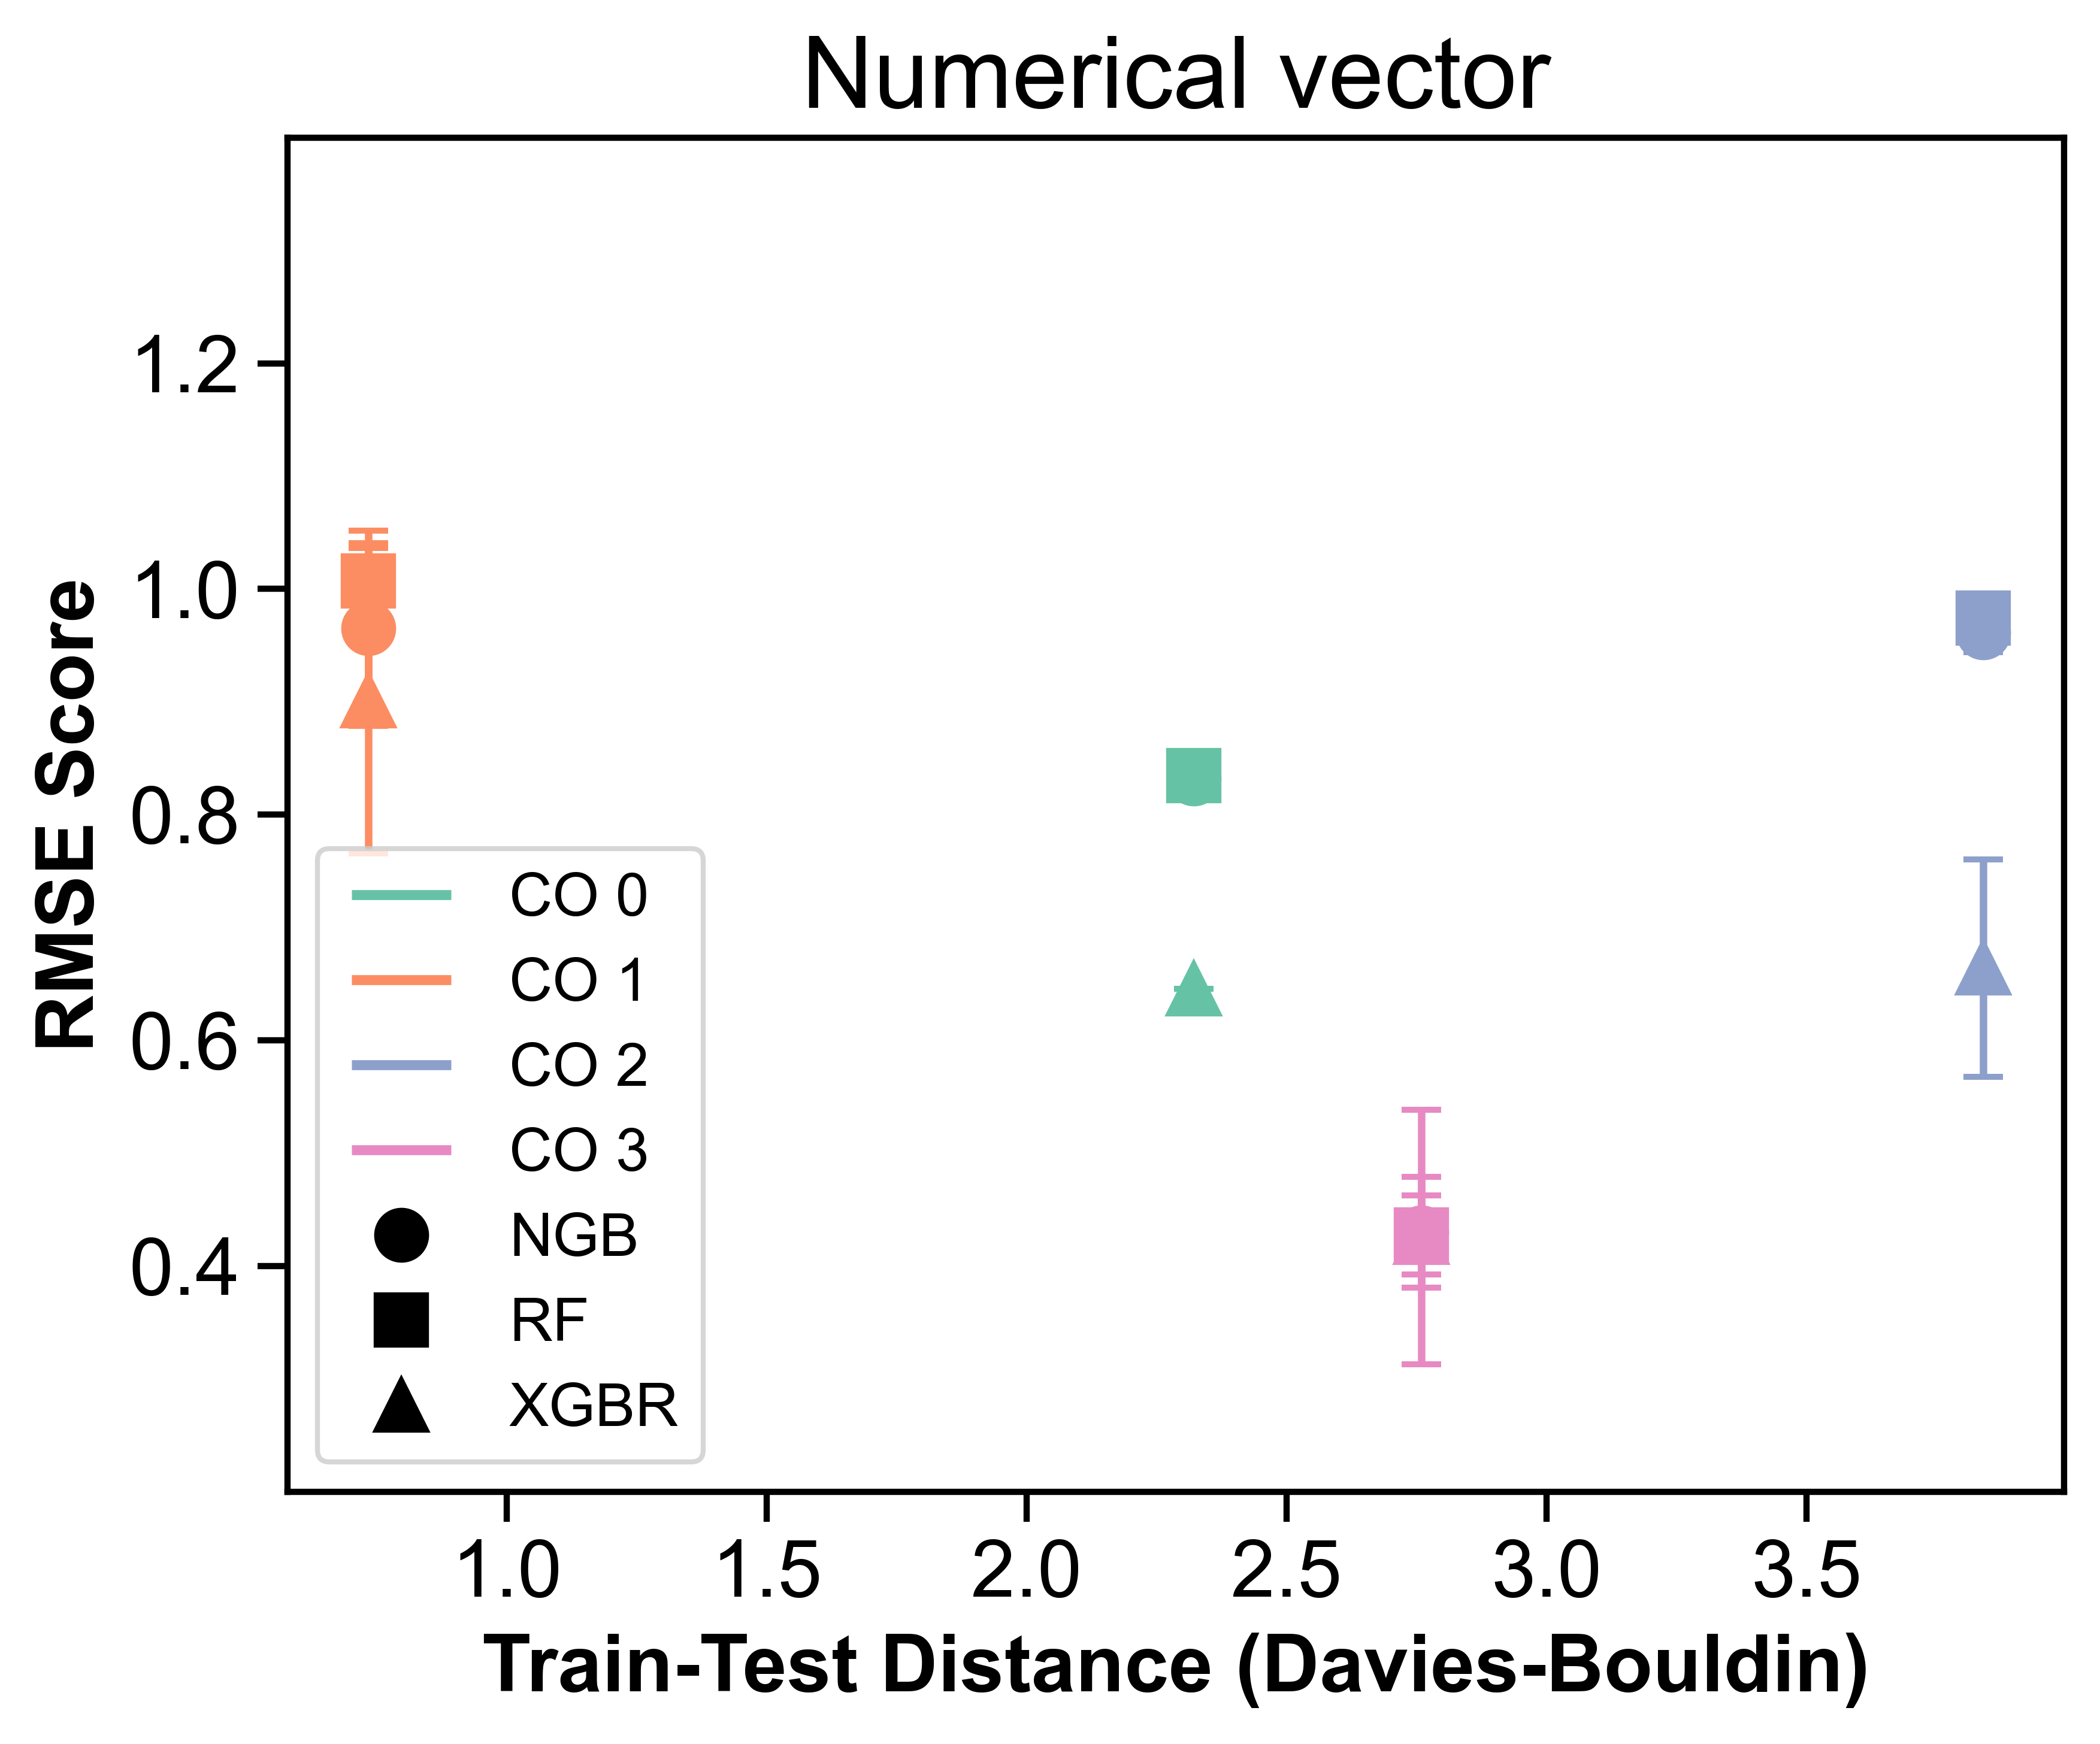 Numerical vector
RMSE Score
1.2
1.0
0.8
0.6
0.4
CO 0
CO 1
CO 2
CO 3
NGB
RF
XGBR
1.0 1.5 2.0 2.5 3.0 3.5
Train-Test Distance (Davies-Bouldin)